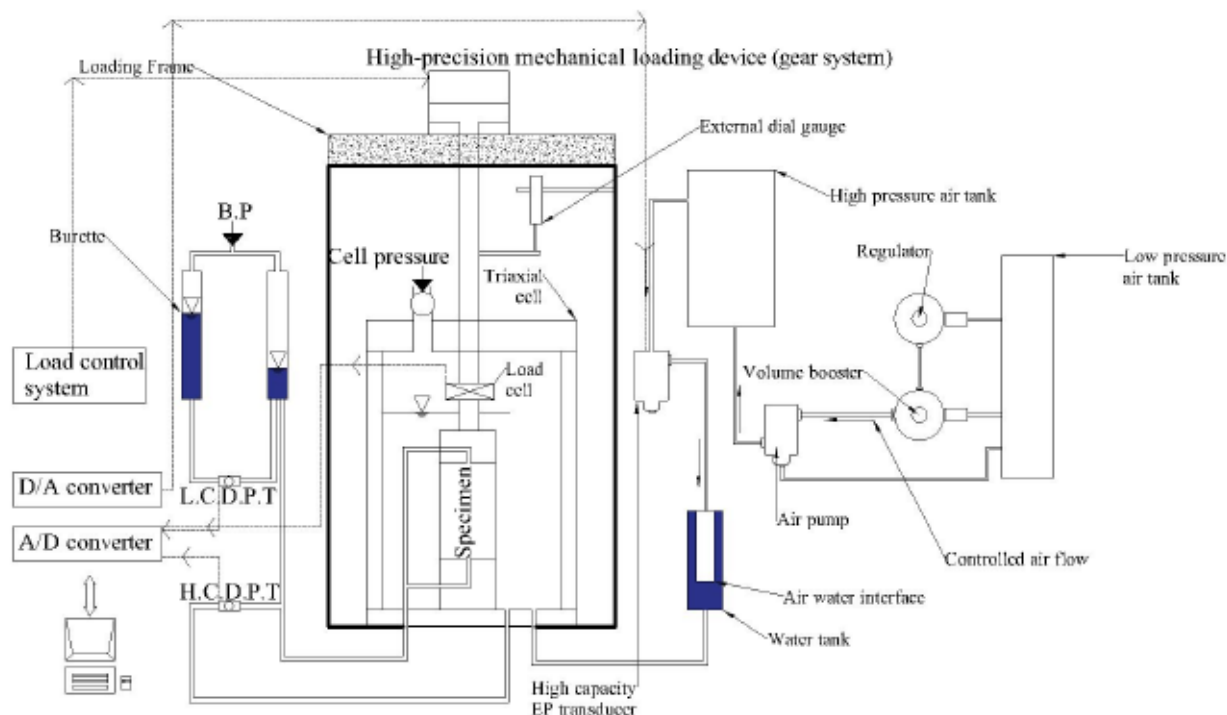 High-precision mechanical loading device (gear system)
Loading Frame
External dial gauge
High pressure air tank
B.P
Burette
Cell pressure
Triaxial
cell
Regulator
Low pressure
air tank
Load control
system
Load
cell
Volume booster
Specimen
D/A converter
L.C.D.P.T
A/D converter
Air pump
Controlled air flow
H.C.D.P.T
Air water interface
Water tank
High capacity
EP transducer